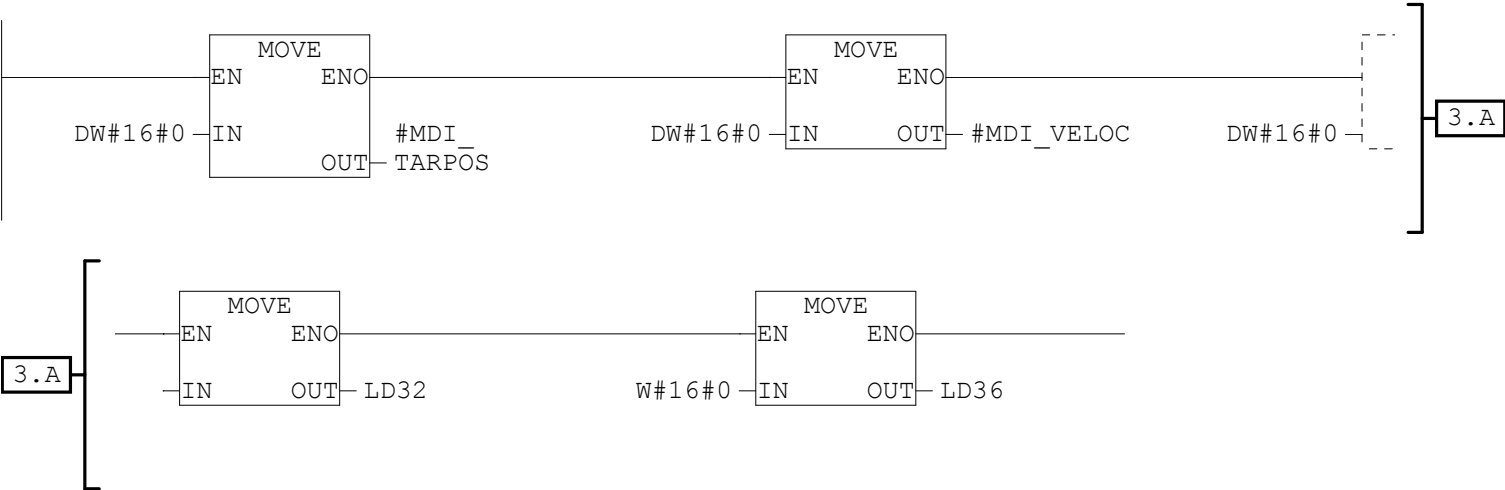 MOVE MOVE
EN ENO EN ENO
DW#16#0 IN #MDI_ DW#16#0 IN OUT #MDI_VELOC DW#16#0 3.A
OUT TARPOS
MOVE MOVE
EN ENO EN ENO
3.A IN OUT LD32 W#16#0 IN OUT LD36